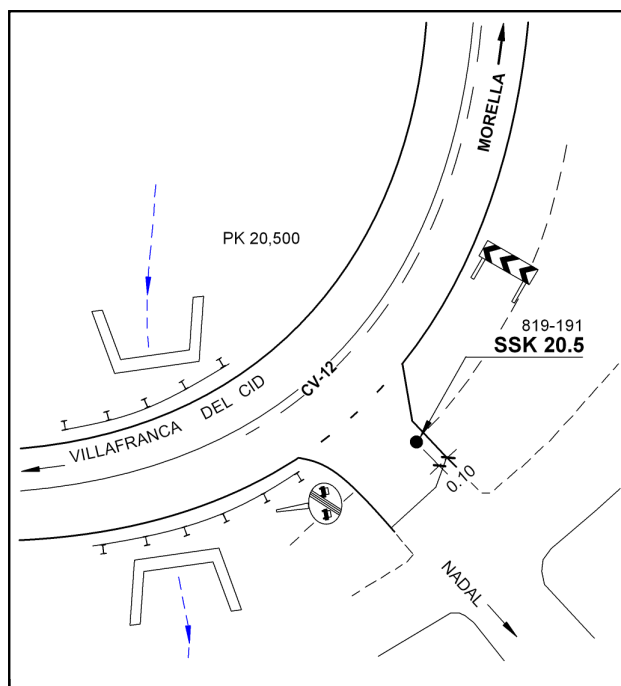 MORELLA
PK 20,500
819-191
SSK 20.5
CV-12
VILLAFRANCA DEL CID
0.10
NADAL